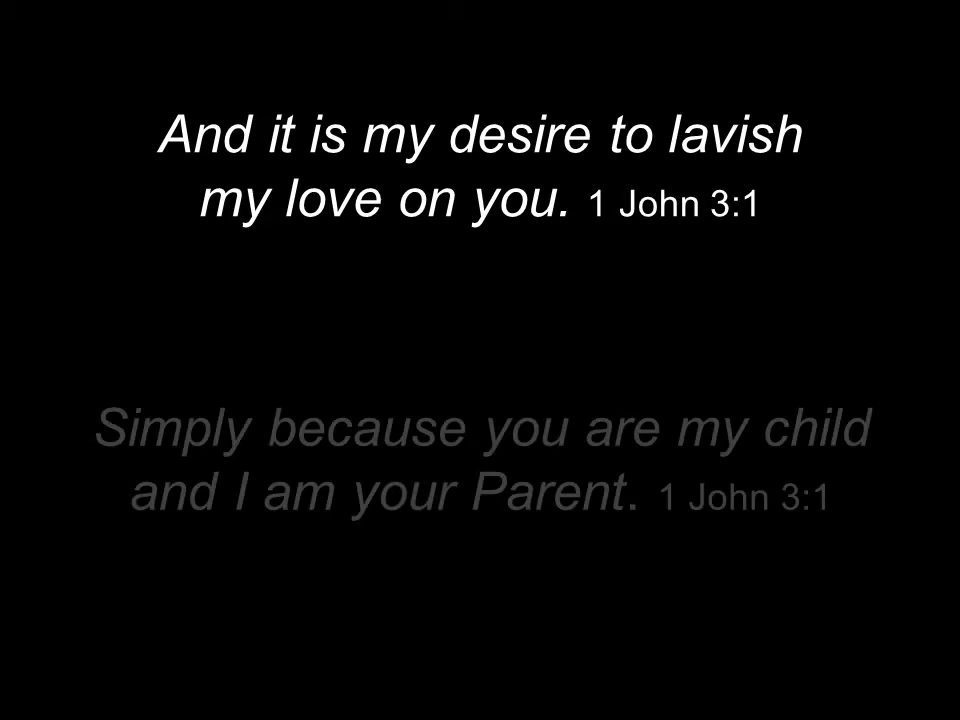 And it is my desire to lavish
my love on you. 1 John 3:1
Simply because you are my child
and I am your Parent. 1 John 3:1